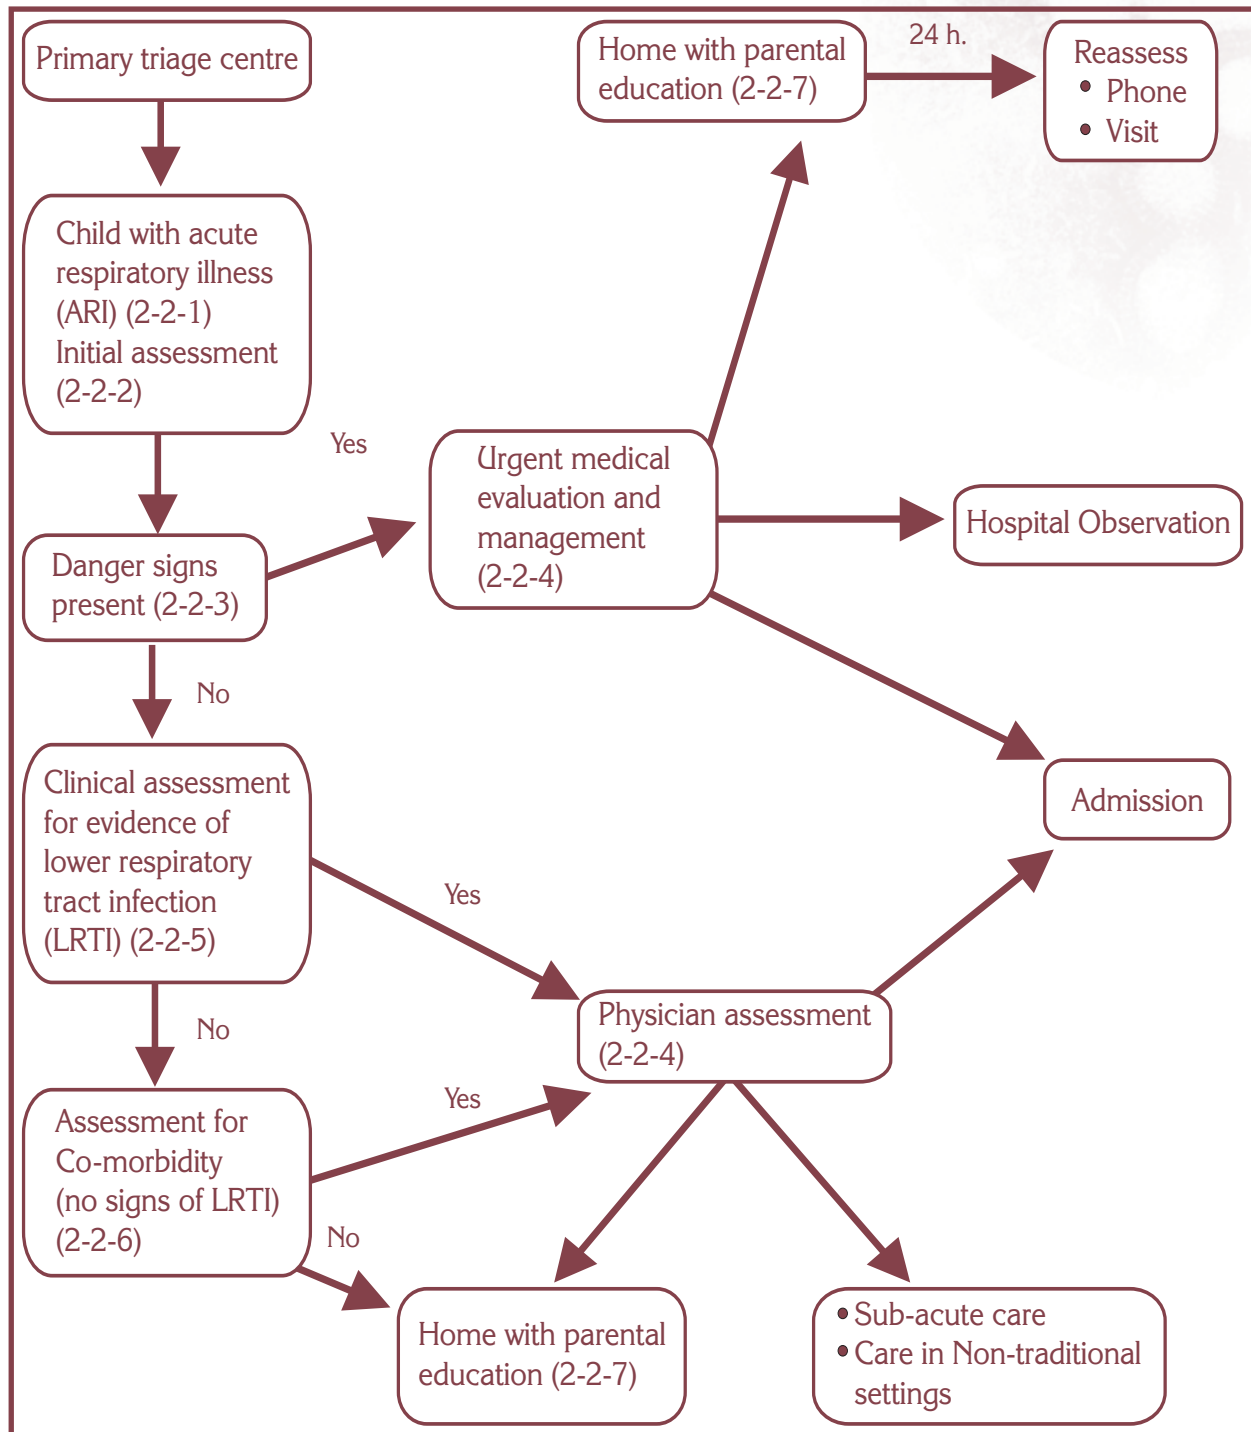 Primary triage centre
Home with parental
education (2-2-7)
24 h.
Reassess
• Phone
• Visit
Child with acute
respiratory illness
(ARI) (2-2-1)
Initial assessment
(2-2-2)
Yes
Urgent medical
evaluation and
management
(2-2-4)
Hospital Observation
Danger signs
present (2-2-3)
No
Admission
Clinical assessment
for evidence of
lower respiratory
tract infection
(LRTI) (2-2-5)
Yes
No
Physician assessment
(2-2-4)
Assessment for
Co-morbidity
(no signs of LRTI)
(2-2-6)
Yes
No
Home with parental
education (2-2-7)
• Sub-acute care
• Care in Non-traditional
settings